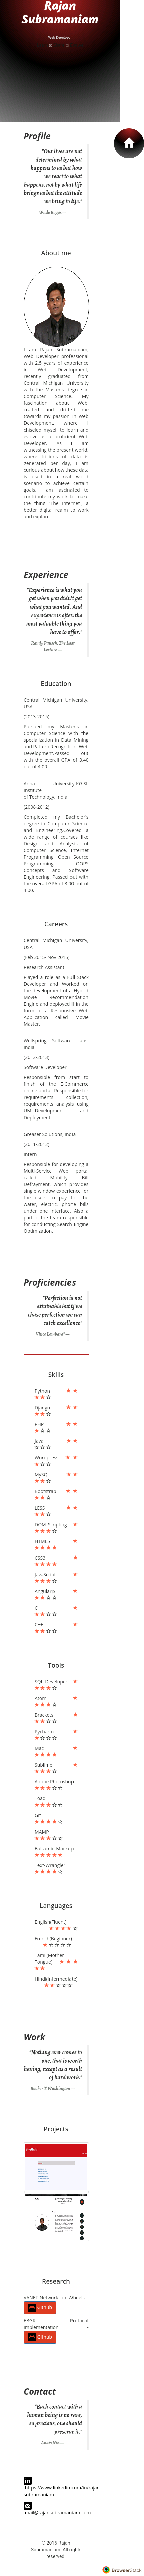 Rajan
Subramaniam
Web Developer
Profile
"Our lives are not
determined by what
happens to us but how
we react to what
happens, not by what life
brings us but the attitude
we bring to life."
Wade Boggs —
About me
I am Rajan Subramaniam,
Web Developer professional
with 2.5 years of experience
in Web Development,
recently graduated from
Central Michigan University
with the Master's degree in
Computer Science. My
fascination about Web,
crafted and drifted me
towards my passion in Web
Development, where I
chiseled myself to learn and
evolve as a proficient Web
Developer. As I am
witnessing the present world,
where trillions of data is
generated per day, I am
curious about how these data
is used in a real world
scenario to achieve certain
goals. I am fascinated to
contribute my work to make
the thing "The internet", a
better digital realm to work
and explore.
Experience
"Experience is what you
get when you didn't get
what you wanted. And
experience is often the
most valuable thing you
have to offer."
Randy Pausch, The Last
Lecture —
Education
Central Michigan University,
USA
(2013-2015)
Pursued my Master's in
Computer Science with the
specialization in Data Mining
and Pattern Recognition, Web
Development.Passed out
with the overall GPA of 3.40
out of 4.00.
Anna University-KGiSL
Institute
of Technology, India
(2008-2012)
Completed my Bachelor's
degree in Computer Science
and Engineering.Covered a
wide range of courses like
Design and Analysis of
Computer Science, Internet
Programming, Open Source
Programming, OOPS
Concepts and Software
Engineering. Passed out with
the overall GPA of 3.00 out of
4.00.
Careers
Central Michigan University,
USA
(Feb 2015- Nov 2015)
Research Assistant
Played a role as a Full Stack
Developer and Worked on
the development of a Hybrid
Movie Recommendation
Engine and deployed it in the
form of a Responsive Web
Application called Movie
Master.
Wellspring Software Labs,
India
(2012-2013)
Software Developer
Responsible from start to
finish of the E-Commerce
online portal. Responsible for
requirements collection,
requirements analysis using
UML,Development and
Deployment.
Greaser Solutions, India
(2011-2012)
Intern
Responsible for developing a
Multi-Service Web portal
called Mobility Bill
Defrayment, which provides
single window experience for
the users to pay for the
water, electric, phone bills
under one interface. Also a
part of the team responsible
for conducting Search Engine
Optimization.
Proficiencies
"Perfection is not
attainable but if we
chase perfection we can
catch excellence"
Vince Lombardi —
Skills
Python
Django
PHP
Java
Wordpress
MySQL
Bootstrap
LESS
DOM Scripting
HTML5
CSS3
JavaScript
AngularJS
C
C++
Tools
SQL Developer
Atom
Brackets
Pycharm
Mac
Sublime
Adobe Photoshop
Toad
Git
MAMP
Balsamiq Mockup
Text-Wrangler
Languages
English(Fluent)
French(Beginner)
Tamil(Mother
Tongue)
Hindi(Intermediate)
Work
"Nothing ever comes to
one, that is worth
having, except as a result
of hard work."
Booker T. Washington —
Projects
Research
VANET-Network on Wheels -
Github
EBGP Protocol
Implementation -
Github
Contact
"Each contact with a
human being is so rare,
so precious, one should
preserve it."
Anais Nin —
https://www.linkedin.com/in/rajan-
subramaniam
mail@rajansubramaniam.com
© 2016 Rajan
Subramaniam. All rights
reserved.
BrowserStack